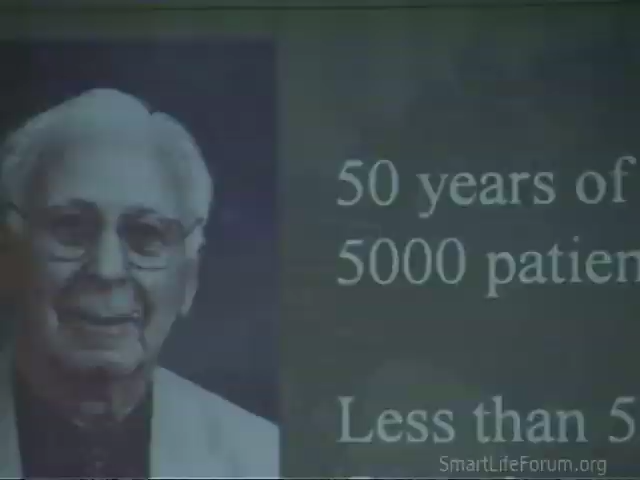 50 years of
5000 patien
Less than 5
SmartLifeForum.org